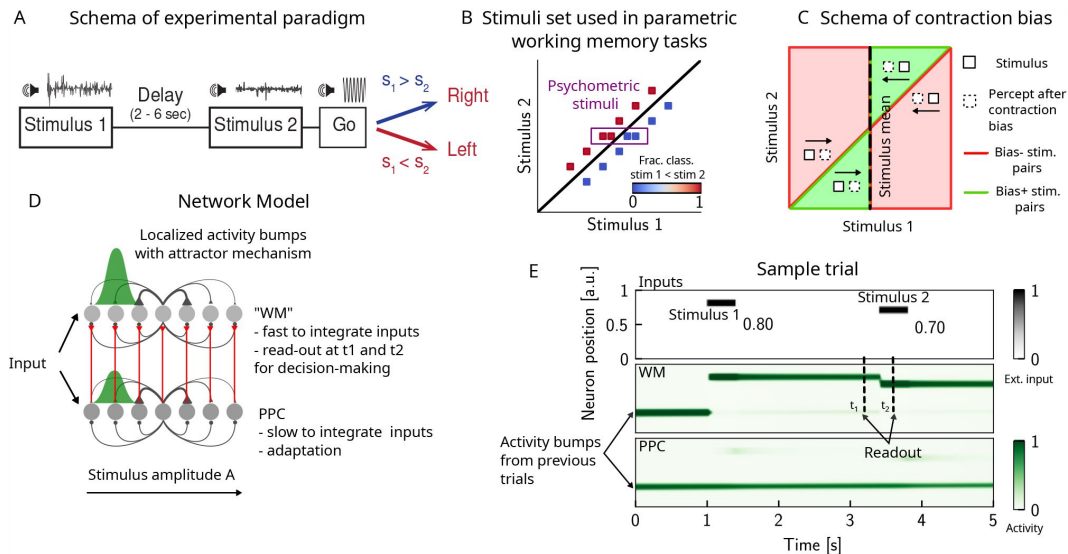 A
Schema of experimental paradigm
Stimulus 1
Delay
(2 - 6 sec)
Stimulus 2
Go
s1 > s2
Right
Left
s1 < s2
B
Stimuli set used in parametric
working memory tasks
Psychometric
stimuli
Stimulus 2
Frac. class.
stim 1 < stim 2
0
1
Stimulus 1
C
Schema of contraction bias
Stimulus 2
Stimulus mean
Stimulus 1
Stimulus
Percept after
contraction
bias
Bias- stim.
pairs
Bias+ stim.
pairs
D
Network Model
Localized activity bumps
with attractor mechanism
Input
"WM"
- fast to integrate inputs
- read-out at t1 and t2
for decision-making
PPC
- slow to integrate inputs
- adaptation
Stimulus amplitude A
E
Sample trial
Neuron position [a.u.]
1
0.5
0
Inputs
Stimulus 1
0.80
Stimulus 2
0.70
1
0
Ext. input
WM
t1
t2
Readout
Activity bumps
from previous
trials
PPC
1
0
Activity
0
1
2
3
4
5
Time [s]